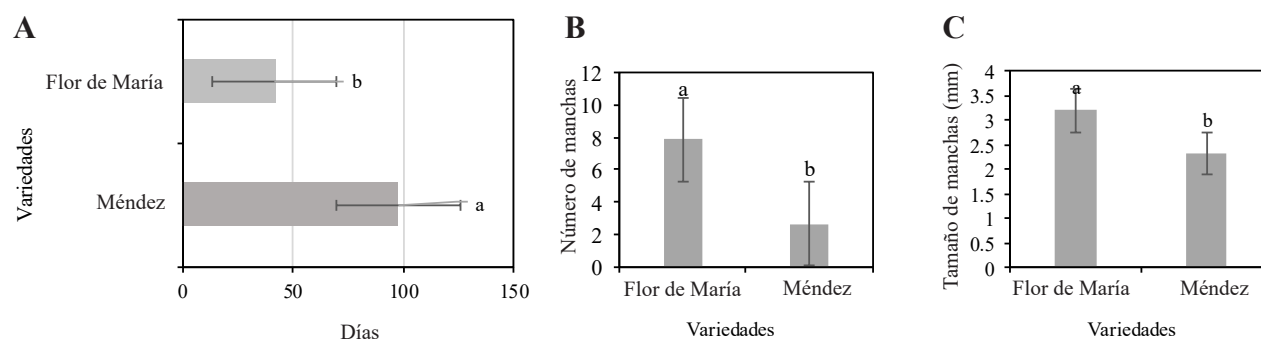 A
Variedades
Flor de María
b
Méndez
a
0 50 100 150
Días
B
Número de manchas
12
10
8
6
4
2
0
a
b
Flor de María Méndez
Variedades
C
Tamaño de manchas (mm)
4
3.5
3
2.5
2
1.5
1
0.5
0
a
b
Flor de María Méndez
Variedades